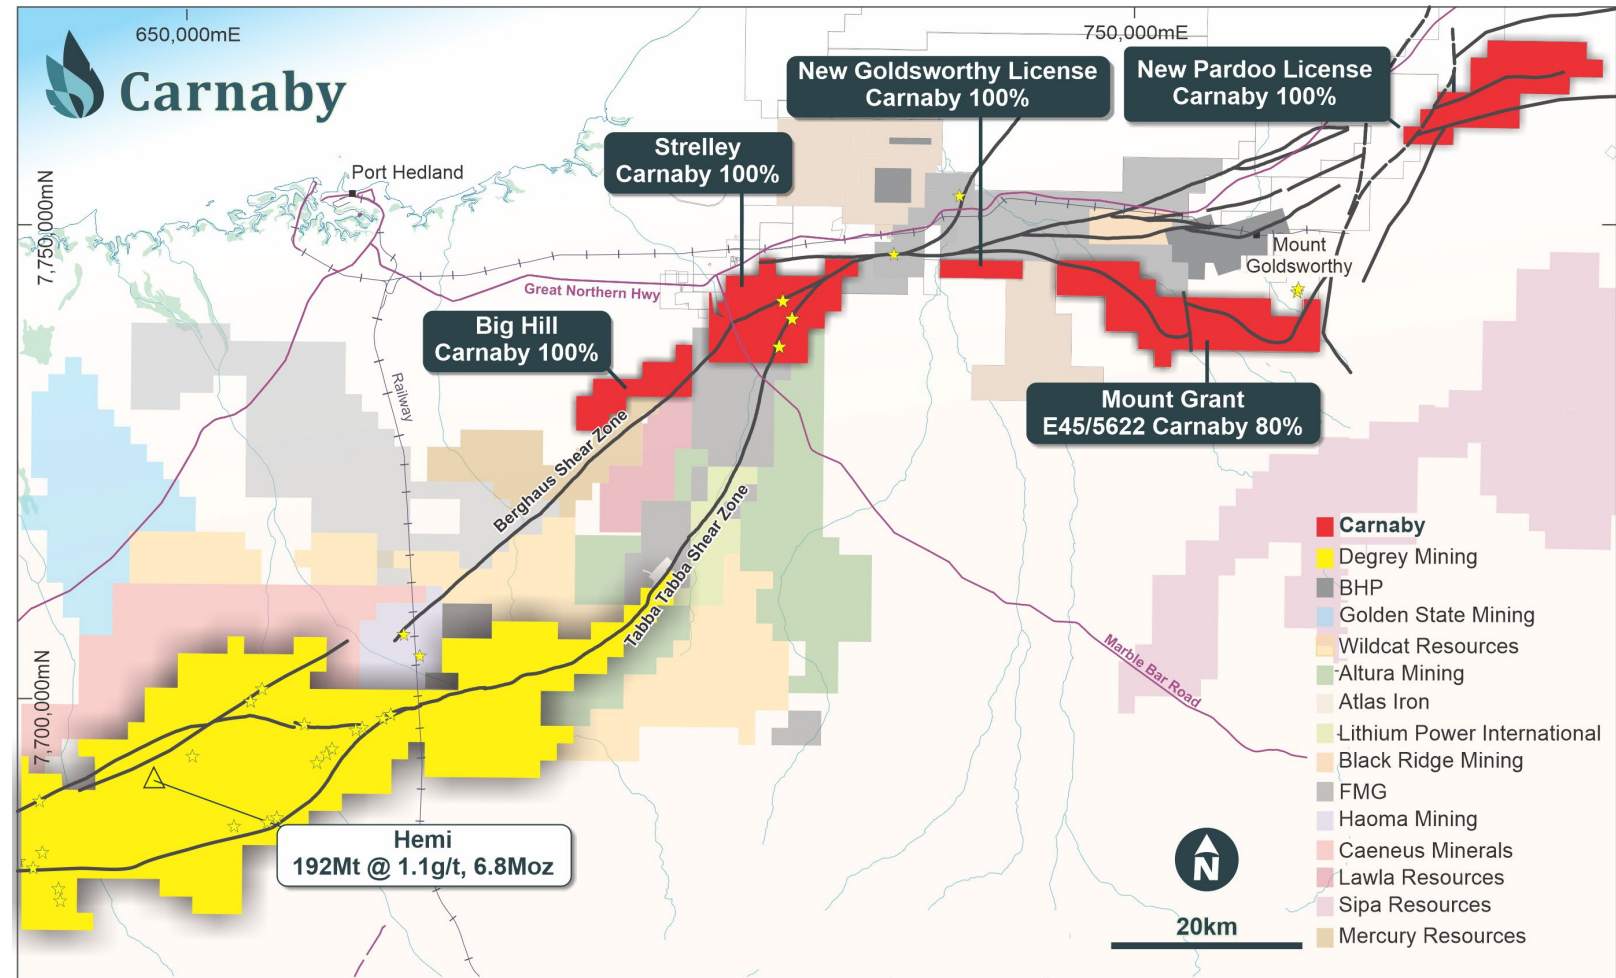 650,000mE
750,000mE
Carnaby
New Goldsworthy License
Carnaby 100%
New Pardoo License
Carnaby 100%
Strelley
Carnaby 100%
Port Hedland
7,750,000mN
Mount
Goldsworthy
Great Northern Hwy
Big Hill
Carnaby 100%
Railway
Mount Grant
E45/5622 Carnaby 80%
Berghaus Shear Zone
Tabba Tabba Shear Zone
Marble Bar Road
7,700,000mN
Hemi
192Mt @ 1.1g/t, 6.8Moz
N
20km
Carnaby
Degrey Mining
BHP
Golden State Mining
Wildcat Resources
Altura Mining
Atlas Iron
Lithium Power International
Black Ridge Mining
FMG
Haoma Mining
Caeneus Minerals
Lawla Resources
Sipa Resources
Mercury Resources